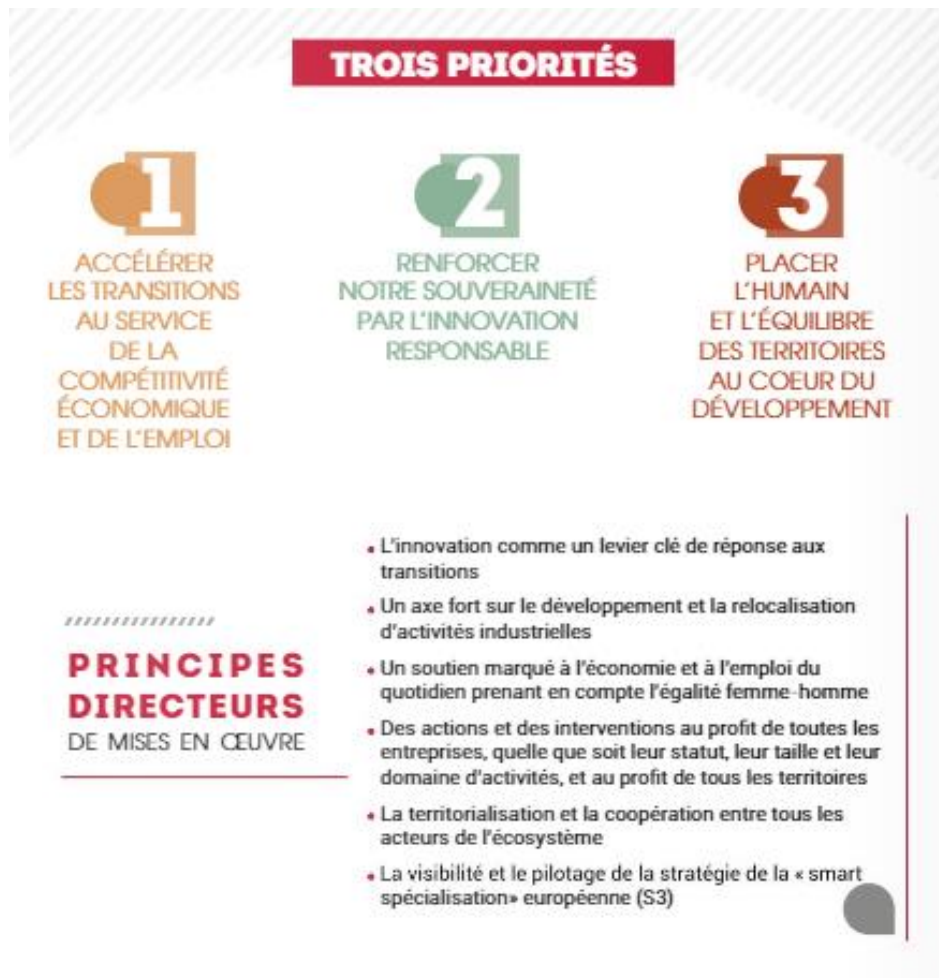 TROIS PRIORITÉS
1
ACCÉLÉRER
LES TRANSITIONS
AU SERVICE
DE LA
COMPÉTITIVITÉ
ÉCONOMIQUE
ET DE L'EMPLOI
2
RENFORCER
NOTRE SOUVERAINETÉ
PAR L'INNOVATION
RESPONSABLE
3
PLACER
L'HUMAIN
ET L'ÉQUILIBRE
DES TERRITOIRES
AU COEUR DU
DÉVELOPPEMENT
PRINCIPES
DIRECTEURS
DE MISES EN ŒUVRE
• L'innovation comme un levier clé de réponse aux
transitions
• Un axe fort sur le développement et la relocalisation
d'activités industrielles
• Un soutien marqué à l'économie et à l'emploi du
quotidien prenant en compte l'égalité femme-homme
• Des actions et des interventions au profit de toutes les
entreprises, quelle que soit leur statut, leur taille et leur
domaine d'activités, et au profit de tous les territoires
• La territorialisation et la coopération entre tous les
acteurs de l'écosystème
• La visibilité et le pilotage de la stratégie de la « smart
spécialisation» européenne (S3)